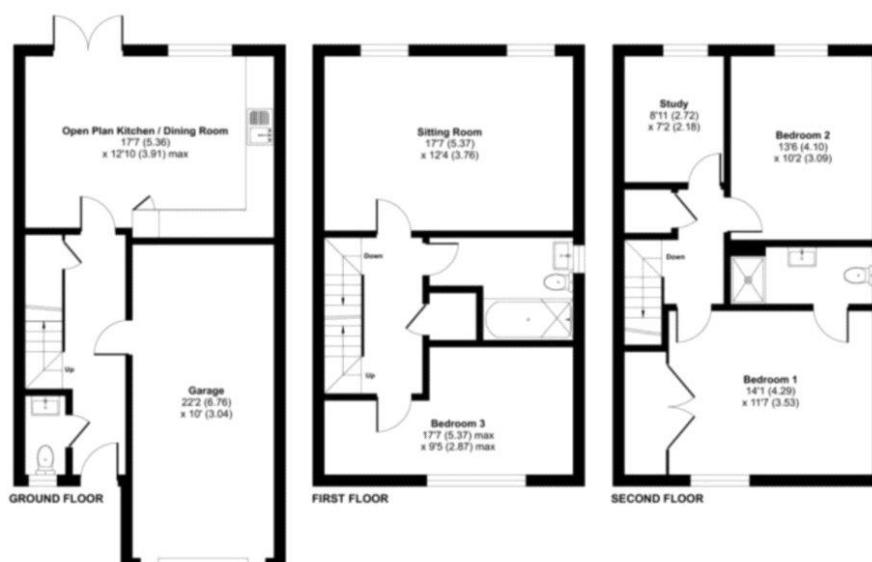 Open Plan Kitchen / Dining Room
17'7 (5.36)
x 12'10 (3.91) max
Up
Garage
22'2 (6.76)
x 10' (3.04)
GROUND FLOOR
Sitting Room
17'7 (5.37)
x 12'4 (3.76)
Down
Up
Bedroom 3
17'7 (5.37) max
x 9'5 (2.87) max
FIRST FLOOR
Study
8'11 (2.72)
x 7'2 (2.18)
Bedroom 2
13'6 (4.10)
x 10'2 (3.09)
Down
Bedroom 1
14'1 (4.29)
x 11'7 (3.53)
SECOND FLOOR